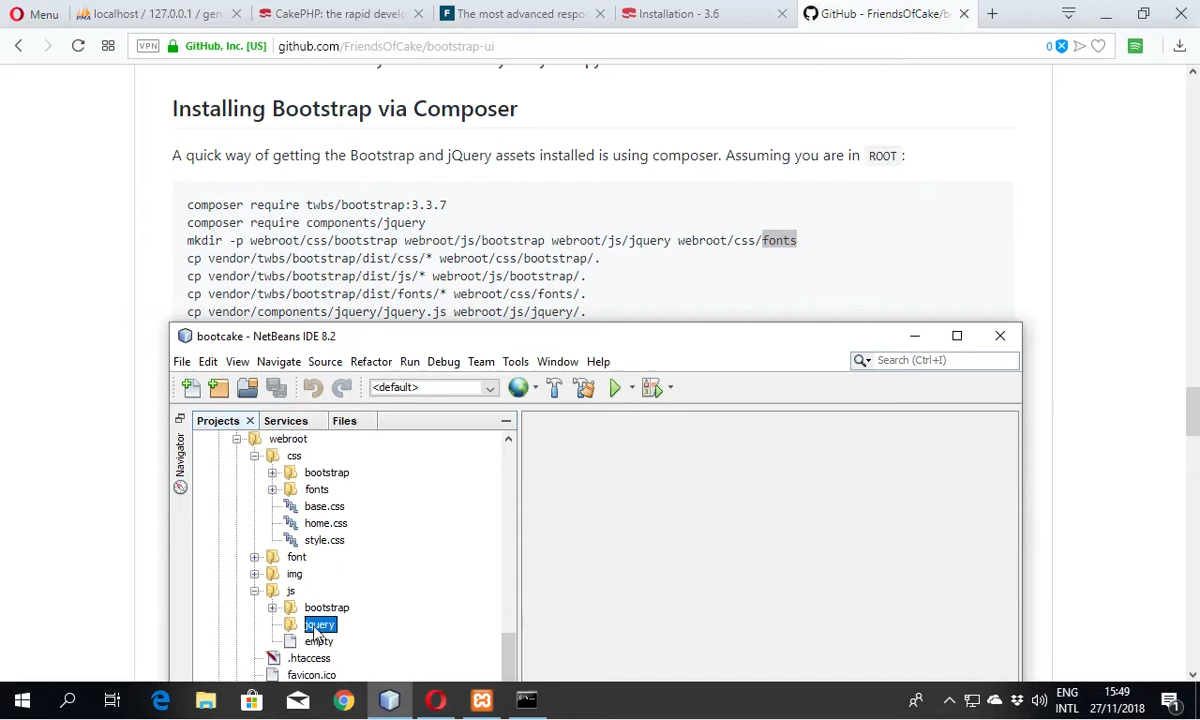 Menu
localhost / 127.0.0.1 / gen
CakePHP: the rapid develo
The most advanced respo
Installation - 3.6
GitHub - FriendsOfCake/b
VPN
GitHub, Inc. [US]
github.com/FriendsOfCake/bootstrap-ui
0
Installing Bootstrap via Composer
A quick way of getting the Bootstrap and jQuery assets installed is using composer. Assuming you are in ROOT :
composer require twbs/bootstrap:3.3.7
composer require components/jquery
mkdir -p webroot/css/bootstrap webroot/js/bootstrap webroot/js/jquery webroot/css/fonts
cp vendor/twbs/bootstrap/dist/css/* webroot/css/bootstrap/.
cp vendor/twbs/bootstrap/dist/js/* webroot/js/bootstrap/.
cp vendor/twbs/bootstrap/dist/fonts/* webroot/css/fonts/.
cp vendor/components/jquery/jquery.js webroot/js/jquery/.
bootcake - NetBeans IDE 8.2
File Edit View Navigate Source Refactor Run Debug Team Tools Window Help
Search (Ctrl+I)
<default>
Projects
Services
Files
Navigator
webroot
css
bootstrap
fonts
base.css
home.css
style.css
font
img
js
bootstrap
jquery
empty
.htaccess
favicon.ico
ENG
INTL
15:49
27/11/2018
1